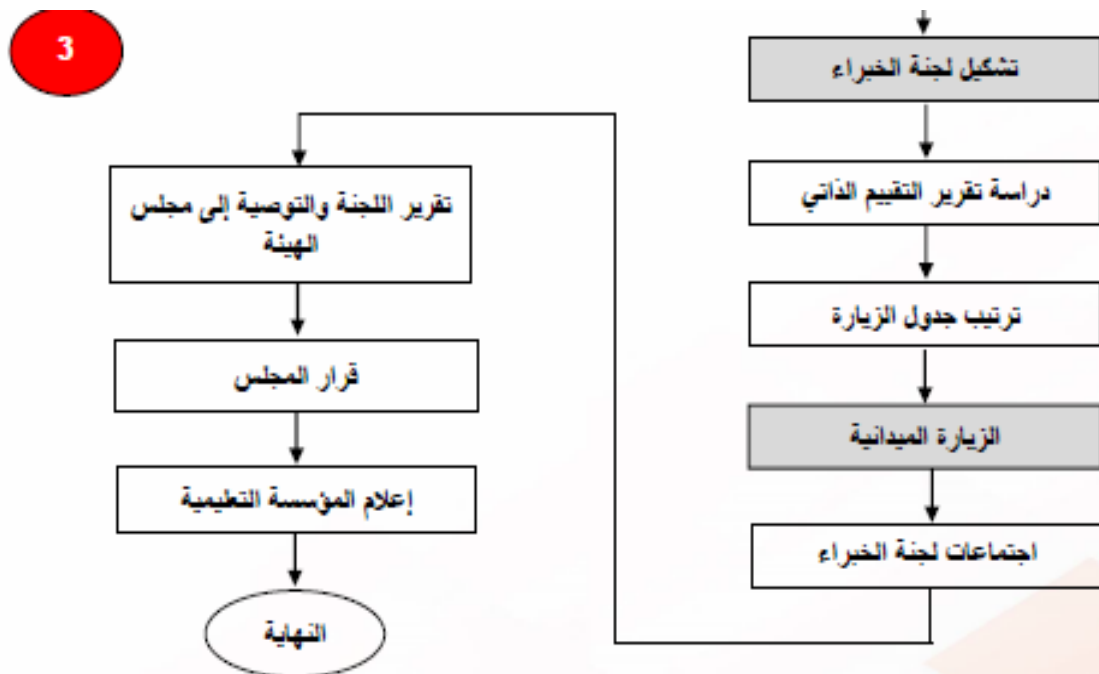 3
تشكيل لجنة الخبراء
دراسة تقرير التقييم الذاتي
ترتيب جدول الزيارة
الزيارة الميدانية
اجتماعات لجنة الخبراء
تقرير اللجنة والتوصية إلى مجلس
الهيئة
قرار المجلس
إعلام المؤسسة التعليمية
النهاية